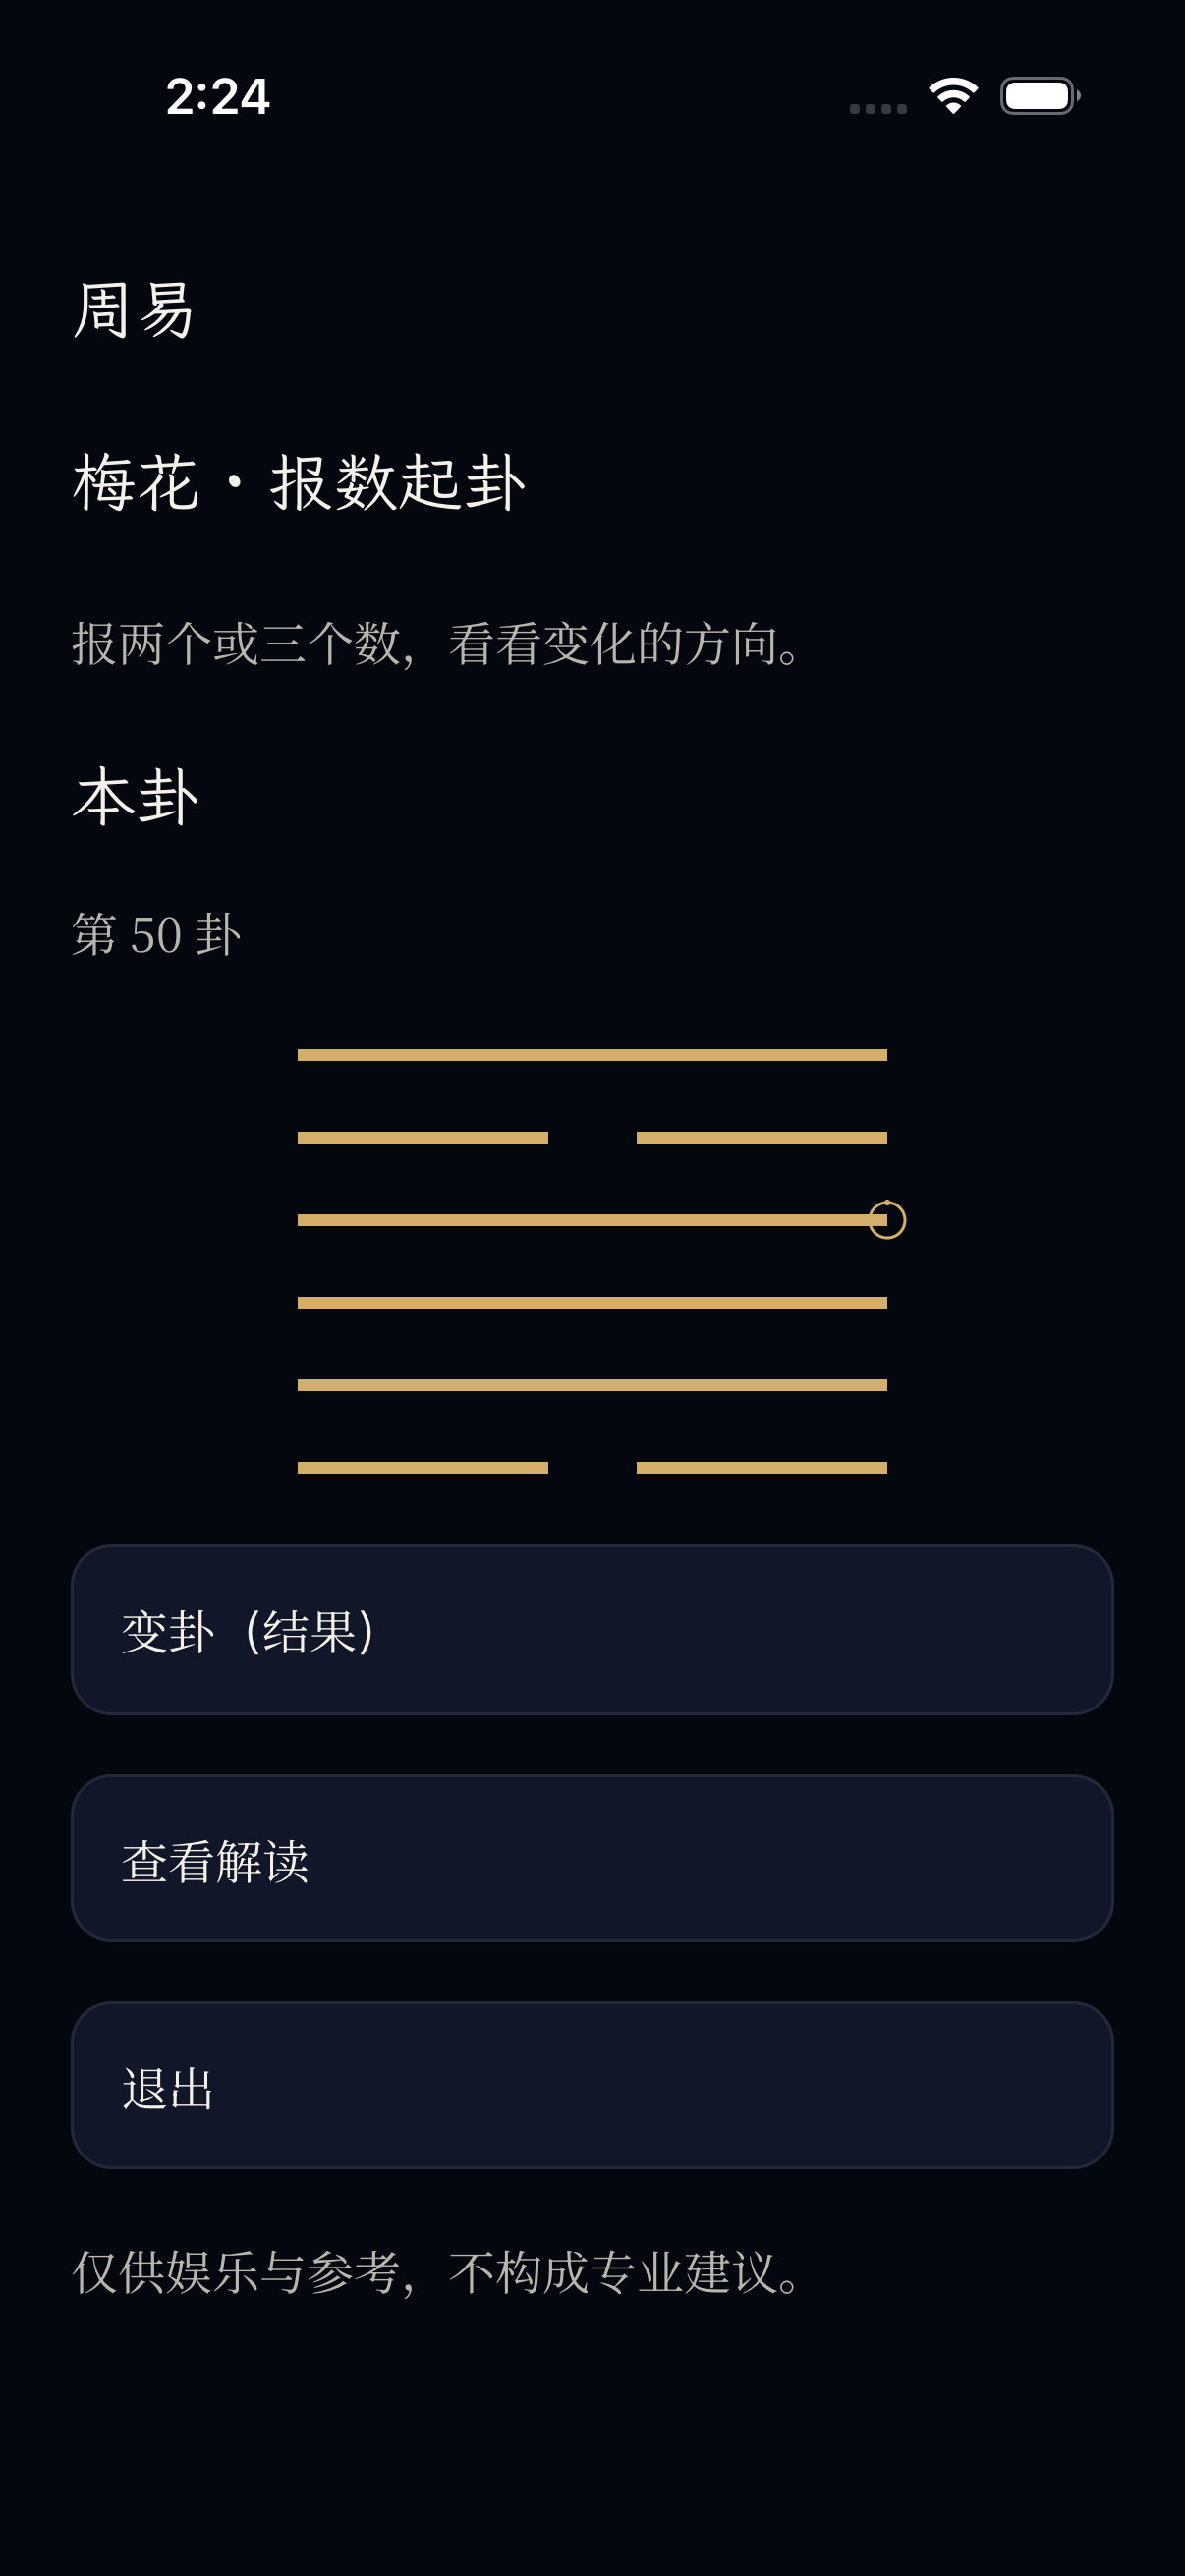 2:24
周易
梅花·报数起卦
报两个或三个数，看看变化的方向。
本卦
第 50 卦
变卦（结果）
查看解读
退出
仅供娱乐与参考，不构成专业建议。